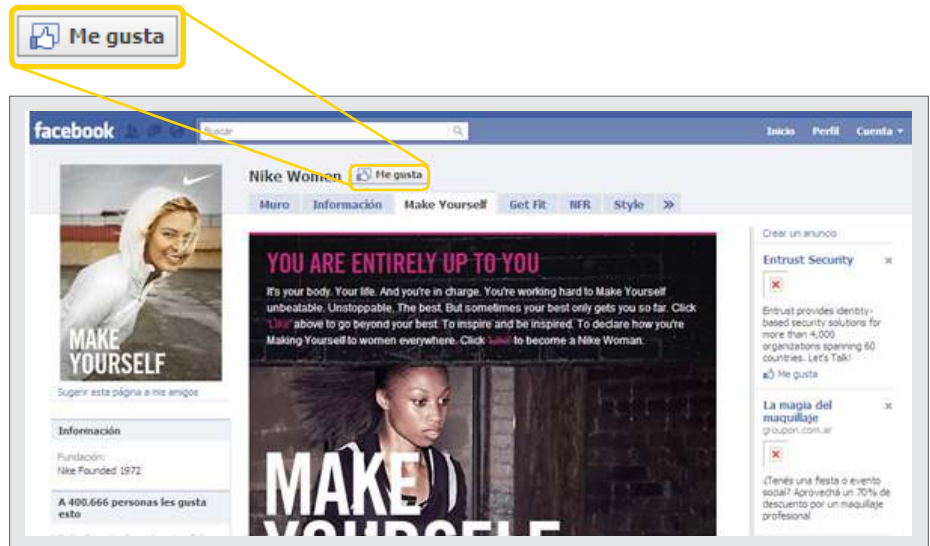 Me gusta
facebook
Buscar
Inicio Perfil Cuenta
Nike Women Me gusta
Muro Información Make Yourself Get Fit NFR Style »
MAKE
YOURSELF
Sugerir esta página a mis amigos
Información
Fundación:
Nike Founded 1972
A 400.666 personas les gusta
esto
YOU ARE ENTIRELY UP TO YOU
It's your body. Your life. And you're in charge. You're working hard to Make Yourself
unbeatable. Unstoppable. The best. But sometimes your best only gets you so far. Click
'Like' above to go beyond your best. To inspire and be inspired. To declare how you're
Making Yourself to women everywhere. Click 'Like' to become a Nike Woman.
MAKE
YOURSELF
Crear un anuncio
Entrust Security ×
Entrust provides identity-
based security solutions for
more than 4,000
organizations spanning 60
countries. Let's Talk!
Me gusta
La magia del ×
maquillaje
groupon.com.ar
¿Tenés una fiesta o evento
social? Aprovechá un 70% de
descuento por un maquillaje
profesional